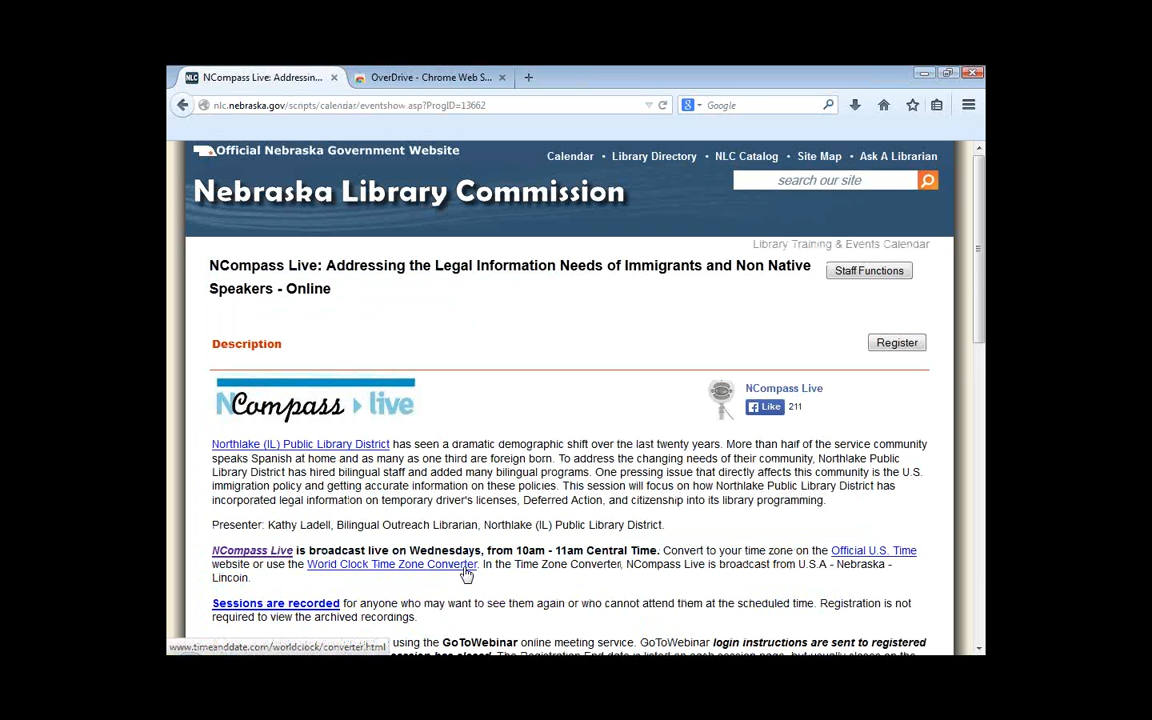 NLC NCompass Live: Addressin... × OverDrive - Chrome Web S... × +
nlc.nebraska.gov/scripts/calendar/eventshow.asp?ProgID=13662 Google
Official Nebraska Government Website
Calendar • Library Directory • NLC Catalog • Site Map • Ask A Librarian
Nebraska Library Commission
search our site
Library Training & Events Calendar
NCompass Live: Addressing the Legal Information Needs of Immigrants and Non Native
Speakers - Online
Staff Functions
Description
Register
NCompass live
NCompass Live
Like 211
Northlake (IL) Public Library District has seen a dramatic demographic shift over the last twenty years. More than half of the service community
speaks Spanish at home and as many as one third are foreign born. To address the changing needs of their community, Northlake Public
Library District has hired bilingual staff and added many bilingual programs. One pressing issue that directly affects this community is the U.S.
immigration policy and getting accurate information on these policies. This session will focus on how Northlake Public Library District has
incorporated legal information on temporary driver's licenses, Deferred Action, and citizenship into its library programming.
Presenter: Kathy Ladell, Bilingual Outreach Librarian, Northlake (IL) Public Library District.
NCompass Live is broadcast live on Wednesdays, from 10am - 11am Central Time. Convert to your time zone on the Official U.S. Time
website or use the World Clock Time Zone Converter. In the Time Zone Converter, NCompass Live is broadcast from U.S.A - Nebraska -
Lincoln.
Sessions are recorded for anyone who may want to see them again or who cannot attend them at the scheduled time. Registration is not
required to view the archived recordings.
using the GoToWebinar online meeting service. GoToWebinar login instructions are sent to registered
www.timeanddate.com/worldclock/converter.html